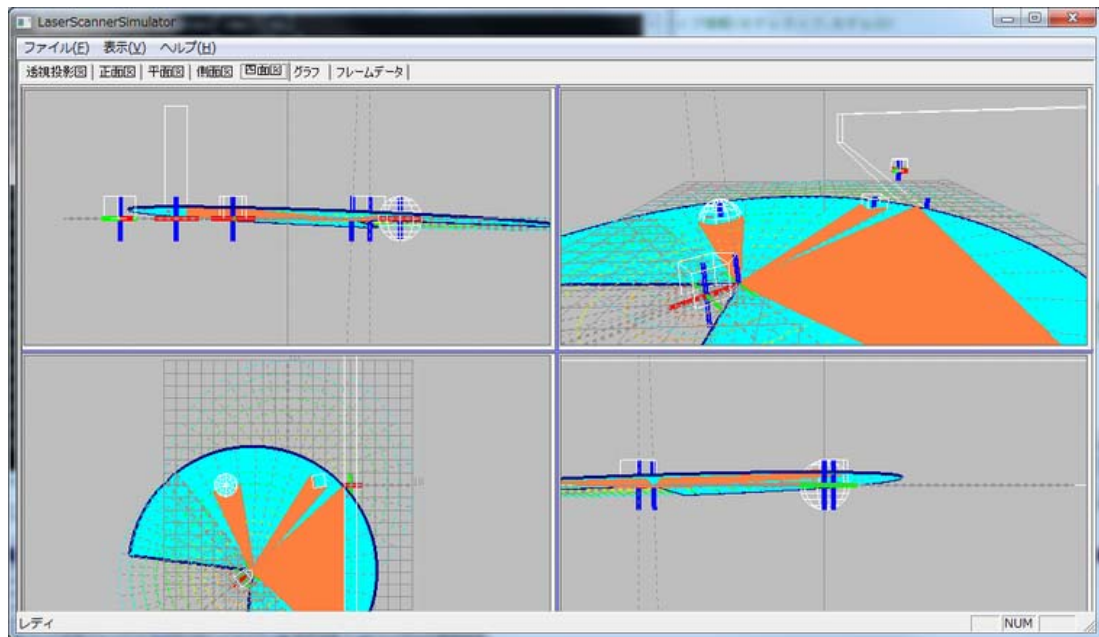 LaserScannerSimulator
ファイル(F) 表示(V) ヘルプ(H)
透視投影図 正面図 平面図 側面図 四面図 グラフ フレームデータ
レディ
NUM